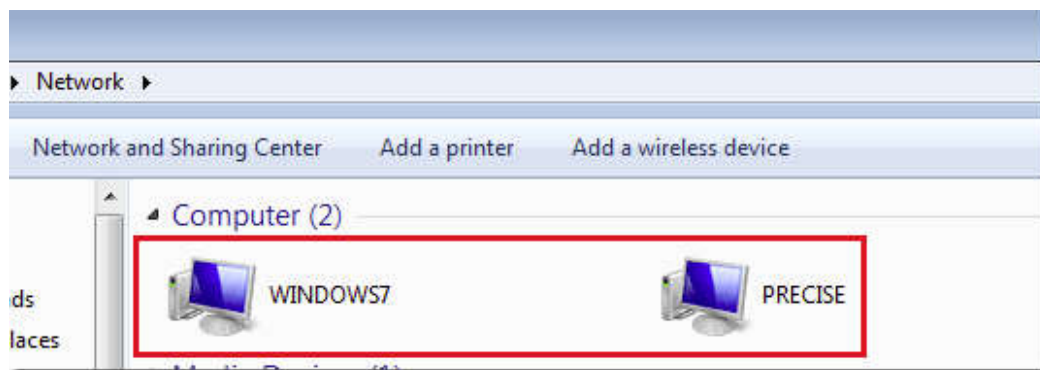 Network
Network and Sharing Center Add a printer Add a wireless device
Computer (2)
WINDOWS7 PRECISE
ds
laces